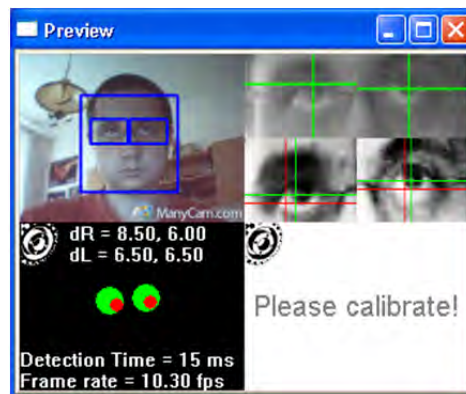 Preview
ManyCam.com
dR = 8.50, 6.00
dL = 6.50, 6.50
Please calibrate!
Detection Time = 15 ms
Frame rate = 10.30 fps